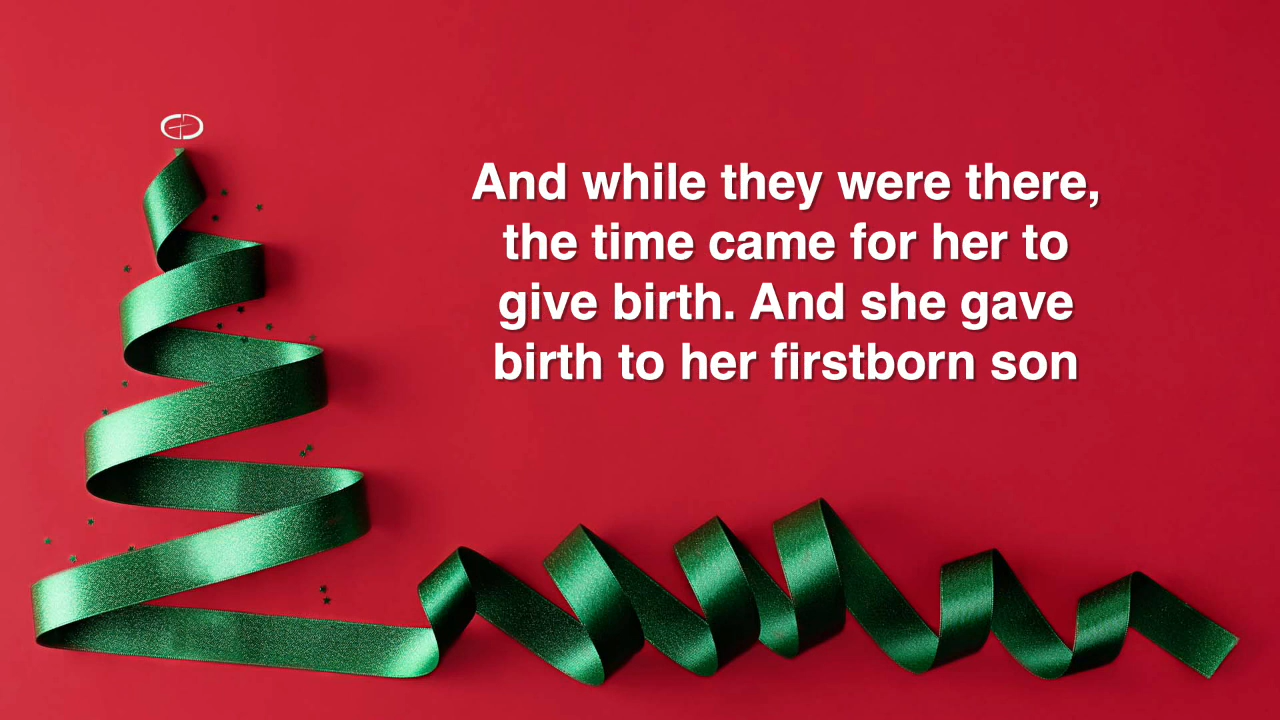 And while they were there,
the time came for her to
give birth. And she gave
birth to her firstborn son